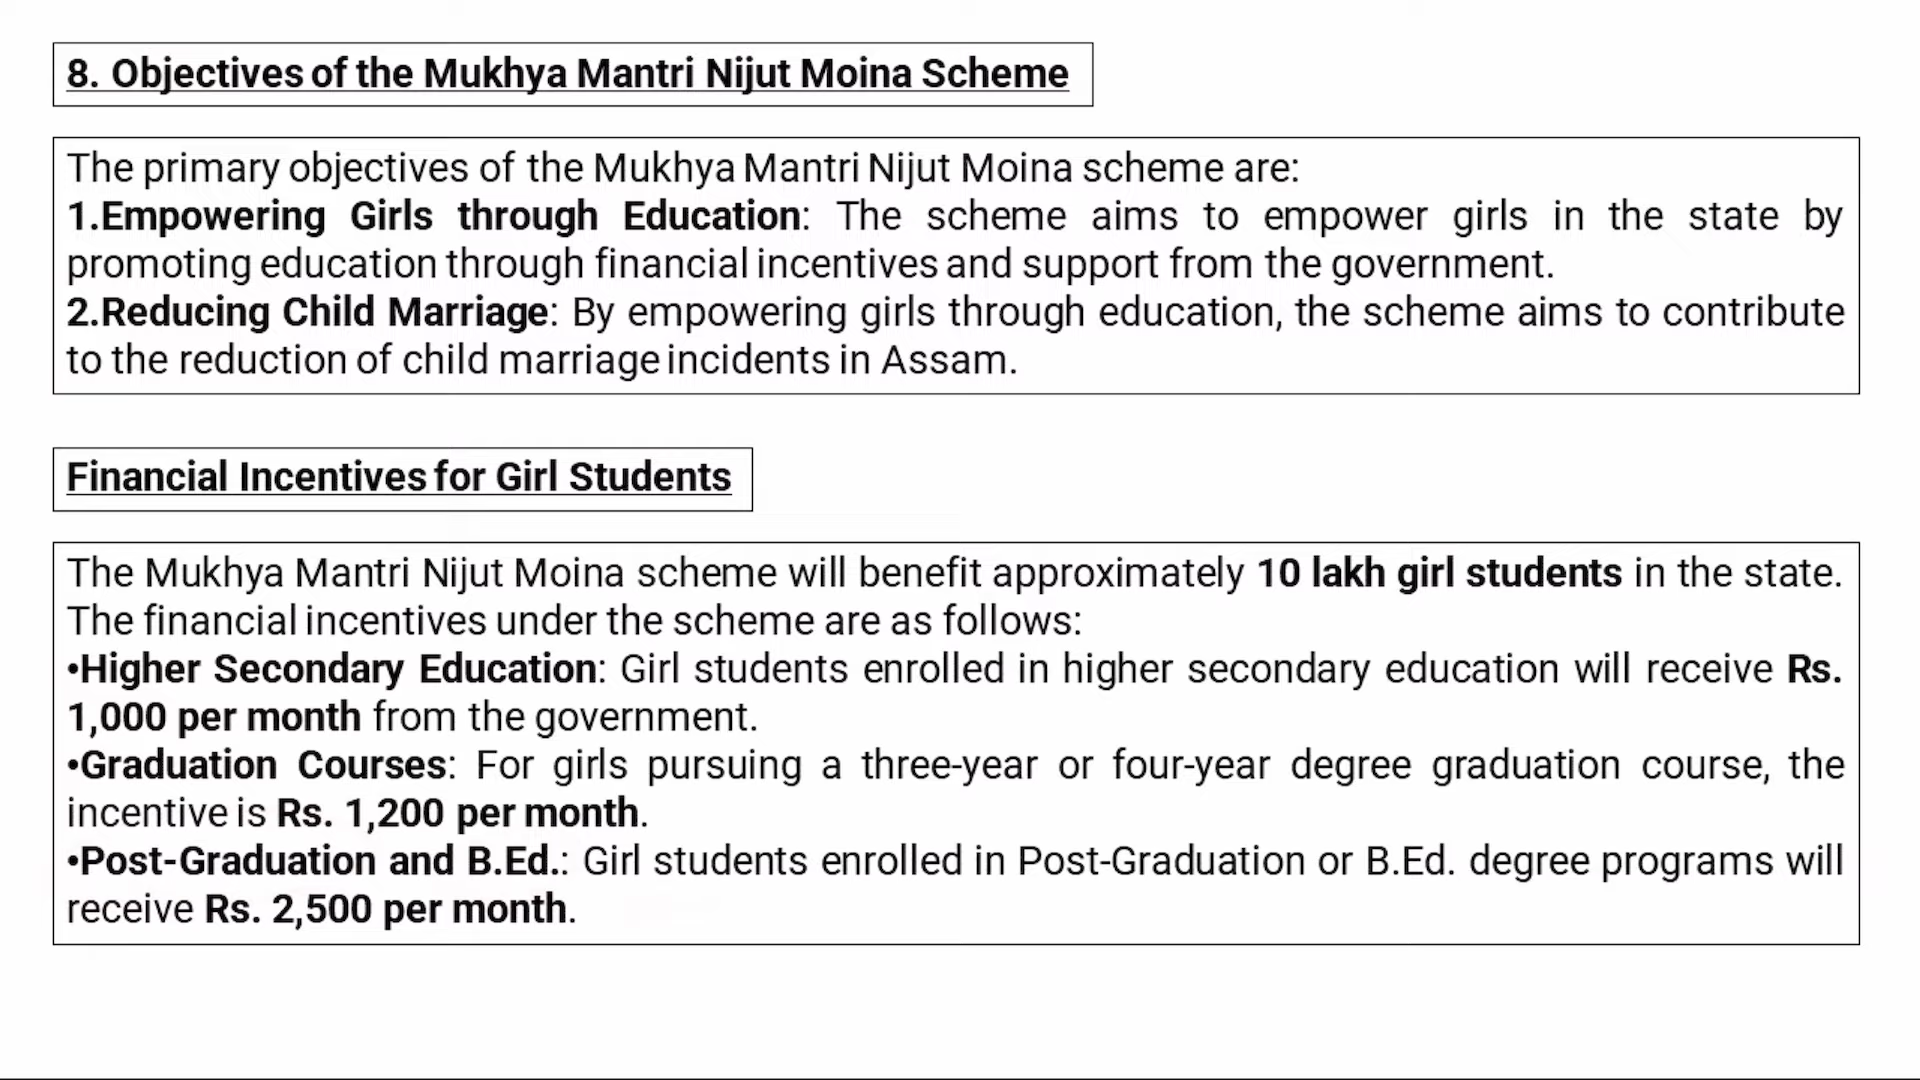 8. Objectives of the Mukhya Mantri Nijut Moina Scheme
The primary objectives of the Mukhya Mantri Nijut Moina scheme are:
1.Empowering Girls through Education: The scheme aims to empower girls in the state by
promoting education through financial incentives and support from the government.
2.Reducing Child Marriage: By empowering girls through education, the scheme aims to contribute
to the reduction of child marriage incidents in Assam.
Financial Incentives for Girl Students
The Mukhya Mantri Nijut Moina scheme will benefit approximately 10 lakh girl students in the state.
The financial incentives under the scheme are as follows:
•Higher Secondary Education: Girl students enrolled in higher secondary education will receive Rs.
1,000 per month from the government.
•Graduation Courses: For girls pursuing a three-year or four-year degree graduation course, the
incentive is Rs. 1,200 per month.
•Post-Graduation and B.Ed.: Girl students enrolled in Post-Graduation or B.Ed. degree programs will
receive Rs. 2,500 per month.